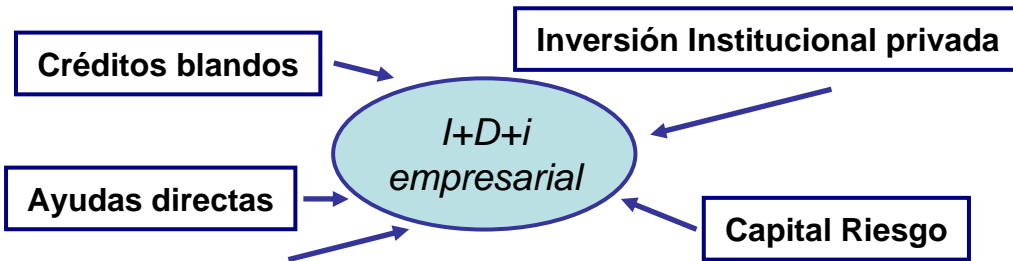 Inversión Institucional privada
Créditos blandos
I+D+i
empresarial
Ayudas directas
Capital Riesgo